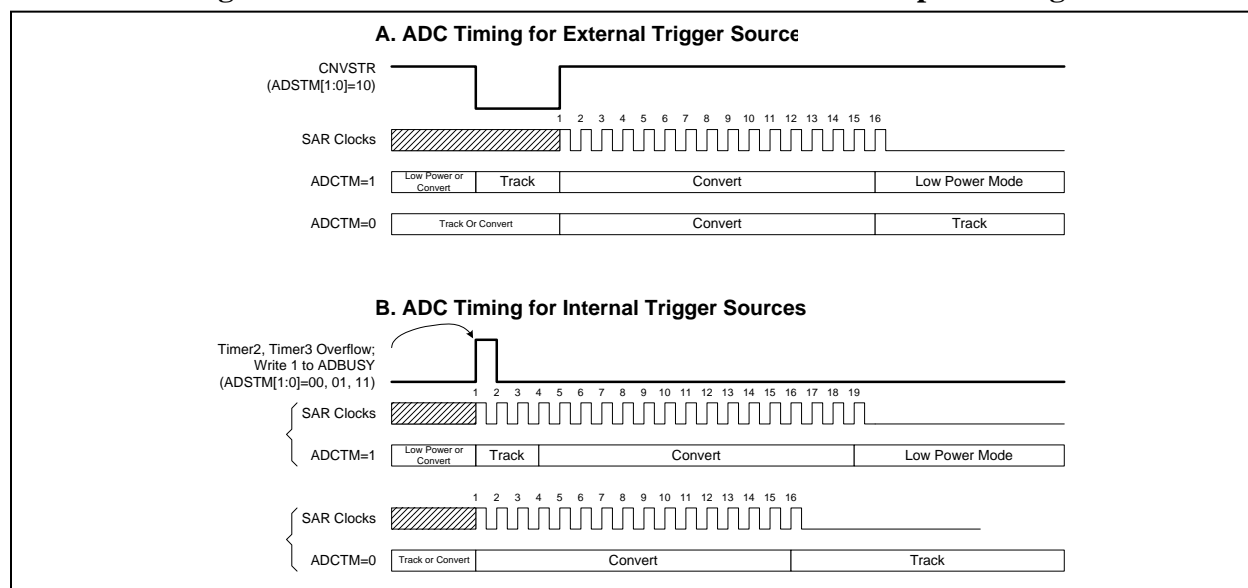 A. ADC Timing for External Trigger Source
CNVSTR
(ADSTM[1:0]=10)
1 2 3 4 5 6 7 8 9 10 11 12 13 14 15 16
SAR Clocks
ADCTM=1
Low Power or
Convert
Track
Convert
Low Power Mode
ADCTM=0
Track Or Convert
Convert
Track
B. ADC Timing for Internal Trigger Sources
Timer2, Timer3 Overflow;
Write 1 to ADBUSY
(ADSTM[1:0]=00, 01, 11)
1 2 3 4 5 6 7 8 9 10 11 12 13 14 15 16 17 18 19
SAR Clocks
ADCTM=1
Low Power or
Convert
Track
Convert
Low Power Mode
1 2 3 4 5 6 7 8 9 10 11 12 13 14 15 16
SAR Clocks
ADCTM=0
Track or Convert
Convert
Track